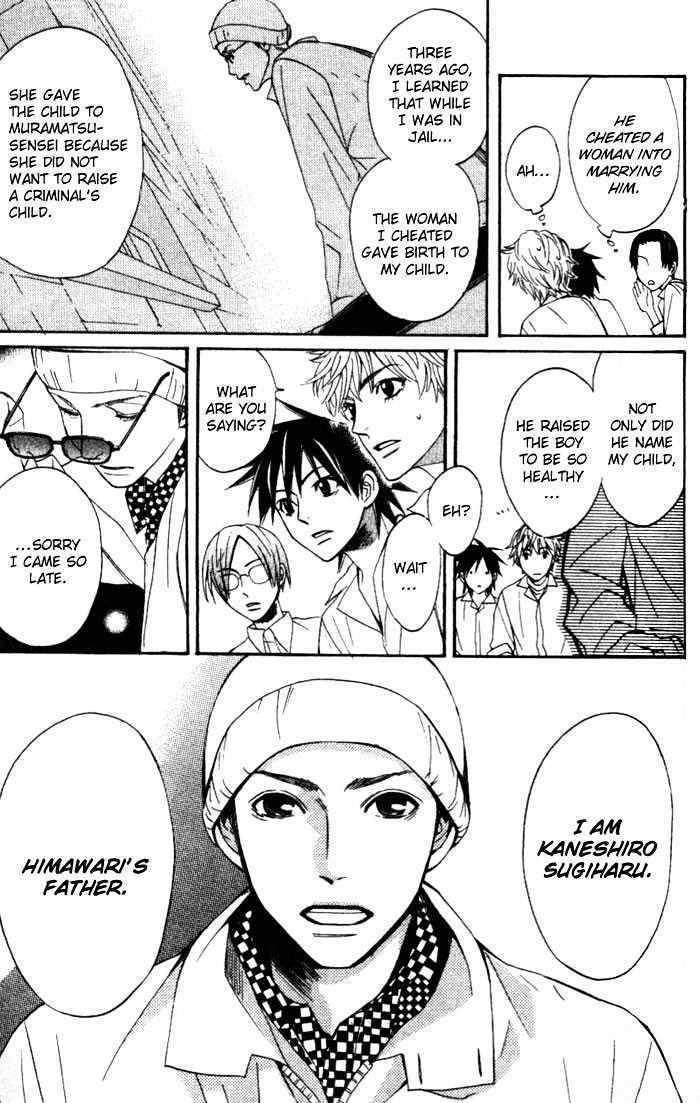 HE
CHEATED A
WOMAN INTO
MARRYING
HIM.
AH...
THREE
YEARS AGO,
I LEARNED
THAT WHILE
I WAS IN
JAIL...
THE WOMAN
I CHEATED
GAVE BIRTH TO
MY CHILD.
SHE GAVE
THE CHILD TO
MURAMATSU-
SENSEI BECAUSE
SHE DID NOT
WANT TO RAISE
A CRIMINAL'S
CHILD.
NOT
ONLY DID
HE NAME
MY CHILD,
HE RAISED
THE BOY
TO BE SO
HEALTHY
...
EH?
WHAT
ARE YOU
SAYING?
WAIT
...
...SORRY
I CAME SO
LATE.
I AM
KANESHIRO
SUGIHARU.
HIMAWARI'S
FATHER.